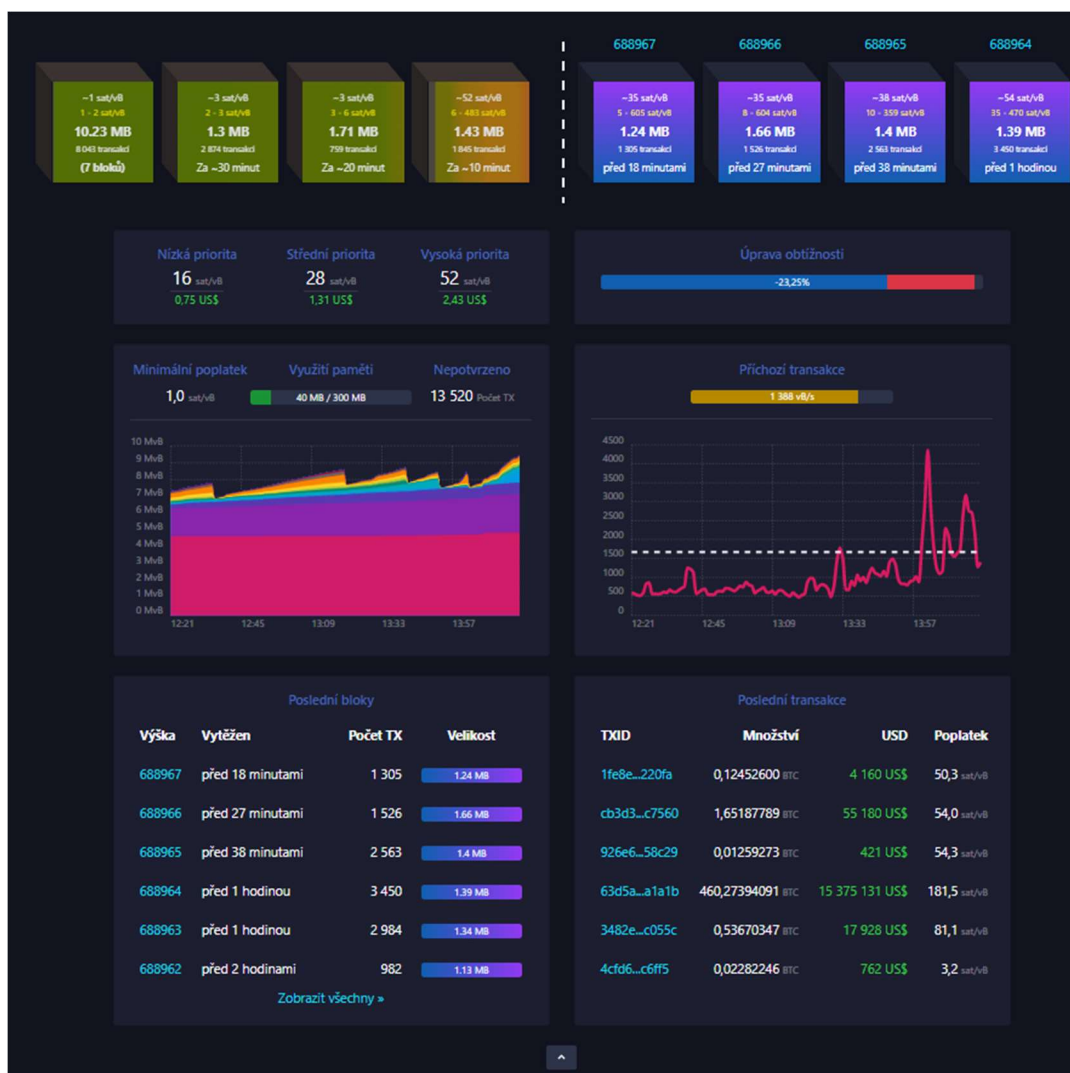 688967 688966 688965 688964
~1 sat/vB ~3 sat/vB ~3 sat/vB ~52 sat/vB ~35 sat/vB ~35 sat/vB ~38 sat/vB ~54 sat/vB
1 - 2 sat/vB 2 - 3 sat/vB 3 - 6 sat/vB 6 - 483 sat/vB 5 - 605 sat/vB 8 - 604 sat/vB 10 - 359 sat/vB 35 - 470 sat/vB
10.23 MB 1.3 MB 1.71 MB 1.43 MB 1.24 MB 1.66 MB 1.4 MB 1.39 MB
8 043 transakcí 2 874 transakcí 759 transakcí 1 845 transakcí 1 305 transakcí 1 526 transakcí 2 563 transakcí 3 450 transakcí
(7 bloků) Za ~30 minut Za ~20 minut Za ~10 minut před 18 minutami před 27 minutami před 38 minutami před 1 hodinou
Nízká priorita Střední priorita Vysoká priorita
16 sat/vB 28 sat/vB 52 sat/vB
0,75 US$ 1,31 US$ 2,43 US$
Úprava obtížnosti
-23,25%
Minimální poplatek Využití paměti Nepotvrzeno
1,0 sat/vB 40 MB / 300 MB 13 520 Počet TX
10 MvB
9 MvB
8 MvB
7 MvB
6 MvB
5 MvB
4 MvB
3 MvB
2 MvB
1 MvB
0 MvB
12:21 12:45 13:09 13:33 13:57
Příchozí transakce
1 388 vB/s
4500
4000
3500
3000
2500
2000
1500
1000
500
0
12:21 12:45 13:09 13:33 13:57
Poslední bloky
Výška Vytěžen Počet TX Velikost
688967 před 18 minutami 1 305 1.24 MB
688966 před 27 minutami 1 526 1.66 MB
688965 před 38 minutami 2 563 1.4 MB
688964 před 1 hodinou 3 450 1.39 MB
688963 před 1 hodinou 2 984 1.34 MB
688962 před 2 hodinami 982 1.13 MB
Zobrazit všechny »
Poslední transakce
TXID Množství USD Poplatek
1fe8e...220fa 0,12452600 BTC 4 160 US$ 50,3 sat/vB
cb3d3...c7560 1,65187789 BTC 55 180 US$ 54,0 sat/vB
926e6...58c29 0,01259273 BTC 421 US$ 54,3 sat/vB
63d5a...a1a1b 460,27394091 BTC 15 375 131 US$ 181,5 sat/vB
3482e...c055c 0,53670347 BTC 17 928 US$ 81,1 sat/vB
4cfd6...c6ff5 0,02282246 BTC 762 US$ 3,2 sat/vB